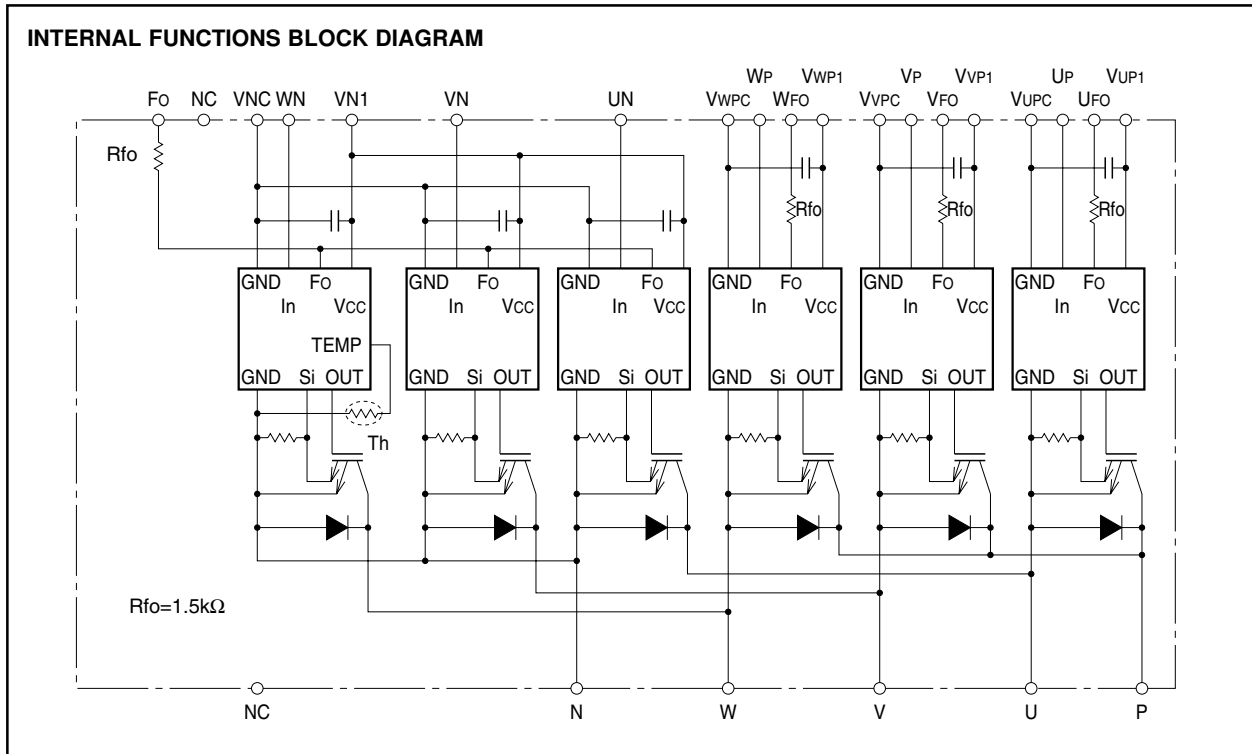 INTERNAL FUNCTIONS BLOCK DIAGRAM
WP VWP1 VP VVP1 UP VUP1
FO NC VNC WN VN1 VN UN VWPC WFO VVPC VFO VUPC UFO
Rfo
Rfo Rfo Rfo
GND FO GND FO GND FO GND FO GND FO GND FO
In VCC In VCC In VCC In VCC In VCC In VCC
TEMP
GND Si OUT GND Si OUT GND Si OUT GND Si OUT GND Si OUT GND Si OUT
Th
Rfo=1.5kΩ
NC N W V U P